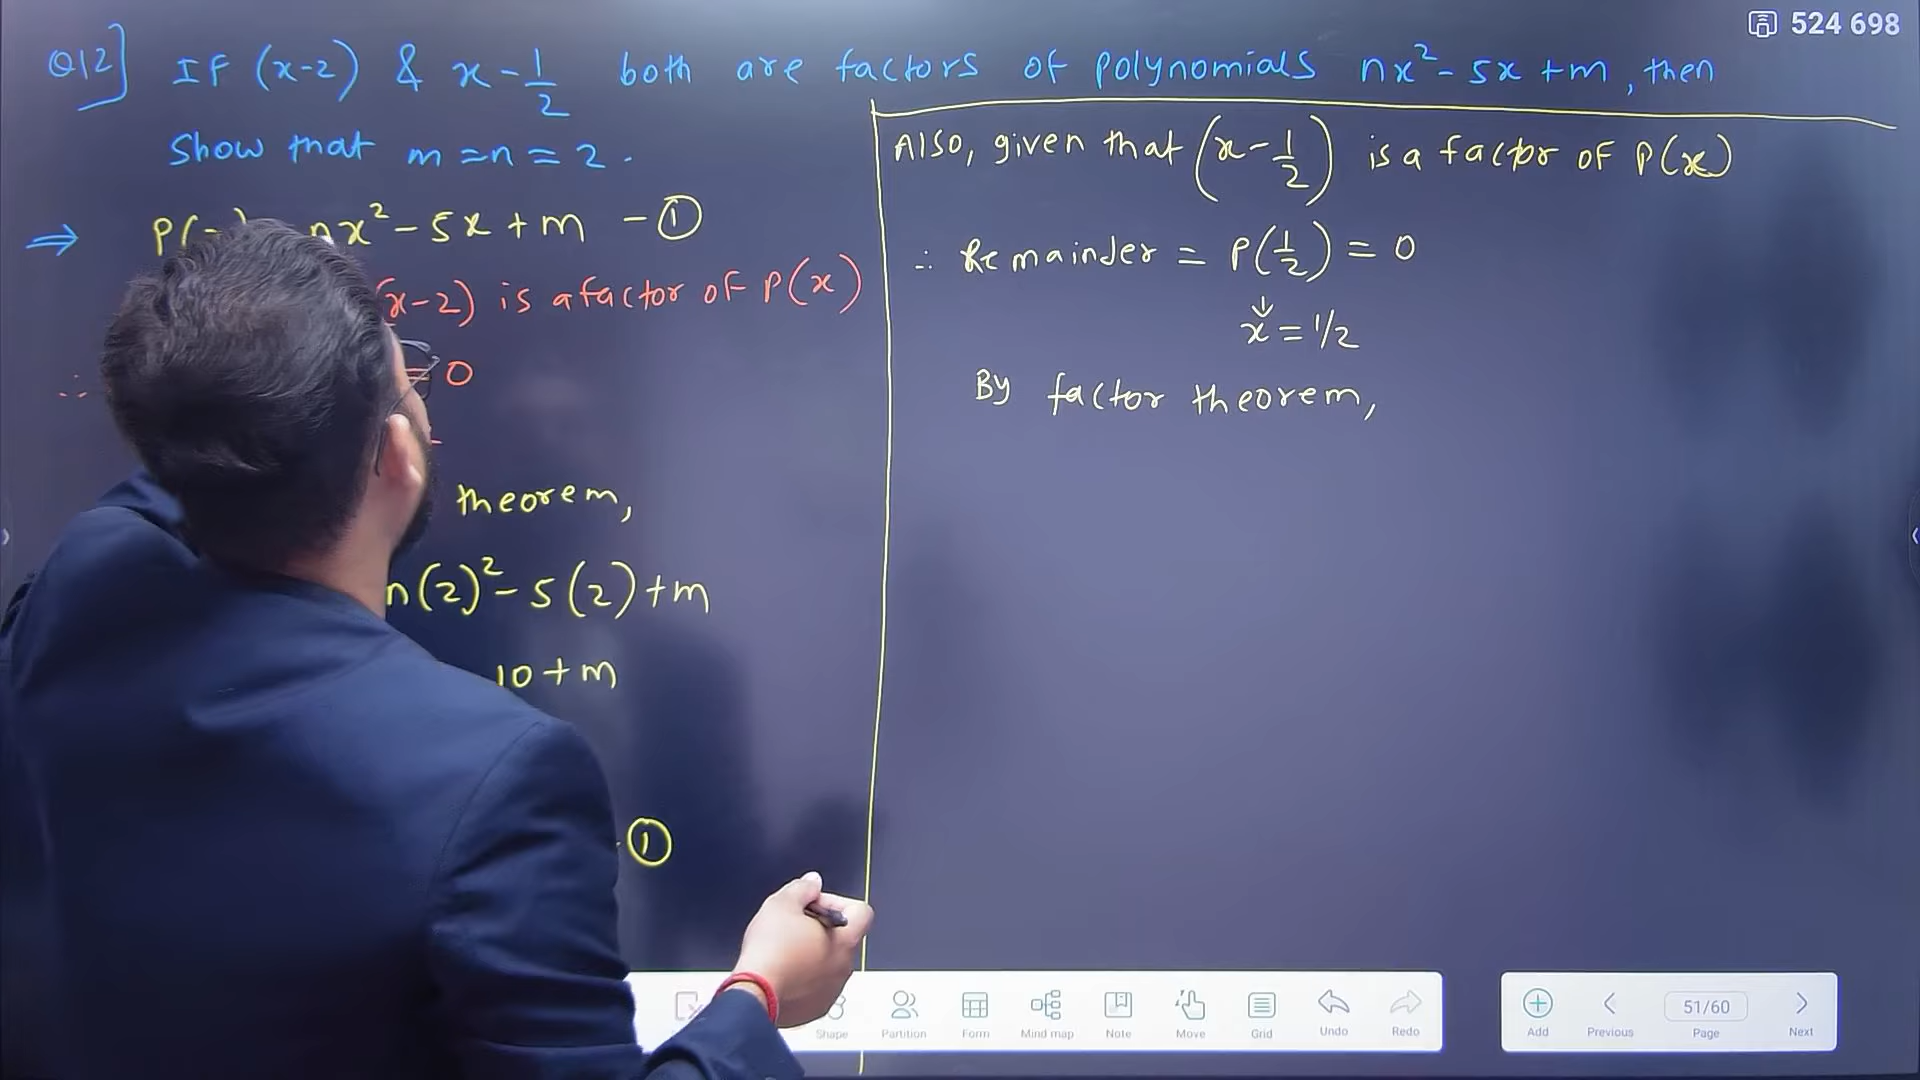 524 698
Q12] If (x-2) & x - 1/2 both are factors of polynomials nx² - 5x + m, then
Show that m = n = 2.
⇒ P( nx² - 5x + m - ①
(x-2) is a factor of P(x)
∴ = 0
theorem,
n(2)² - 5(2) + m
10 + m
①
Also, given that (x - 1/2) is a factor of P(x)
∴ Remainder = P(1/2) = 0
↓
x = 1/2
By factor theorem,
Shape
Partition
Form
Mind map
Note
Move
Grid
Undo
Redo
Add
Previous
51/60
Page
Next